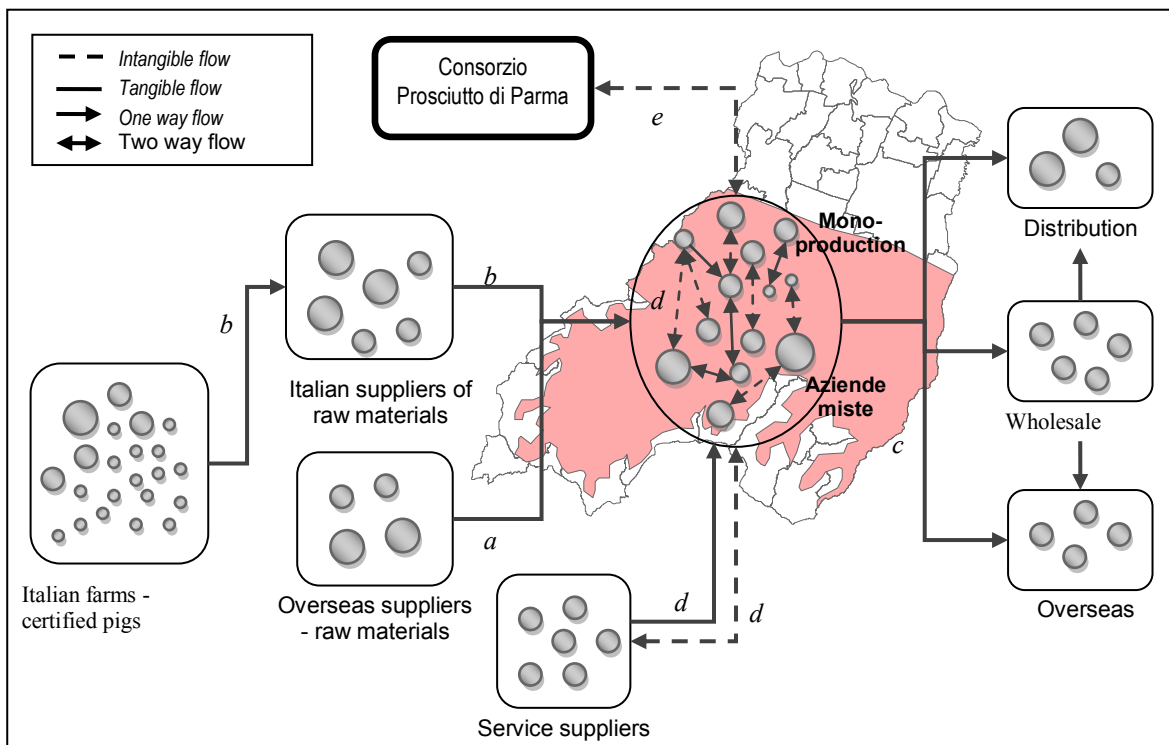 Intangible flow
Tangible flow
One way flow
Two way flow
Consorzio
Prosciutto di Parma
e
Mono-
production
Distribution
b
b
d
Italian suppliers of
raw materials
Aziende
miste
Wholesale
c
a
Italian farms -
certified pigs
Overseas suppliers
- raw materials
d
d
Overseas
Service suppliers